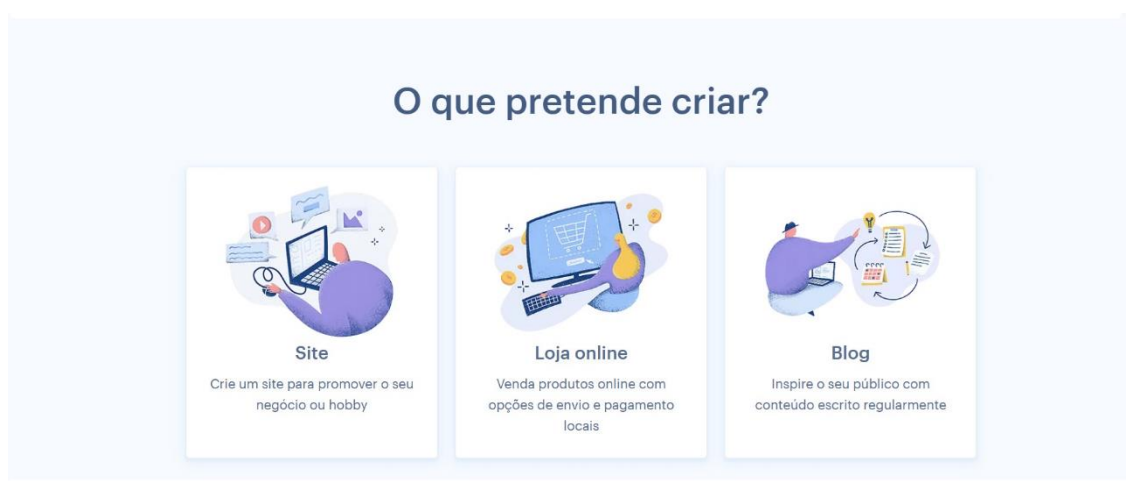 O que pretende criar?
Site
Crie um site para promover o seu
negócio ou hobby
Loja online
Venda produtos online com
opções de envio e pagamento
locais
Blog
Inspire o seu público com
conteúdo escrito regularmente